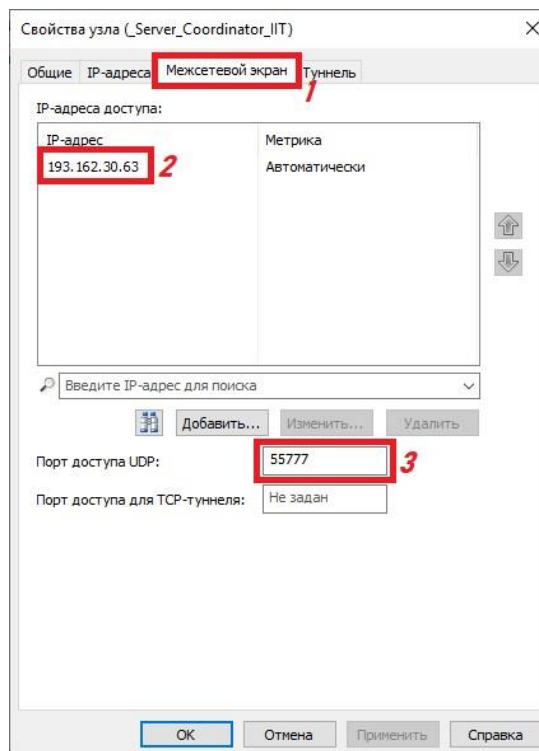 Свойства узла (_Server_Coordinator_IIT)
Общие IP-адреса Межсетевой экран Туннель
1
IP-адреса доступа:
IP-адрес Метрика
193.162.30.63 Автоматически
2
Введите IP-адрес для поиска
Добавить... Изменить... Удалить
Порт доступа UDP: 55777
3
Порт доступа для TCP-туннеля: Не задан
OK Отмена Применить Справка